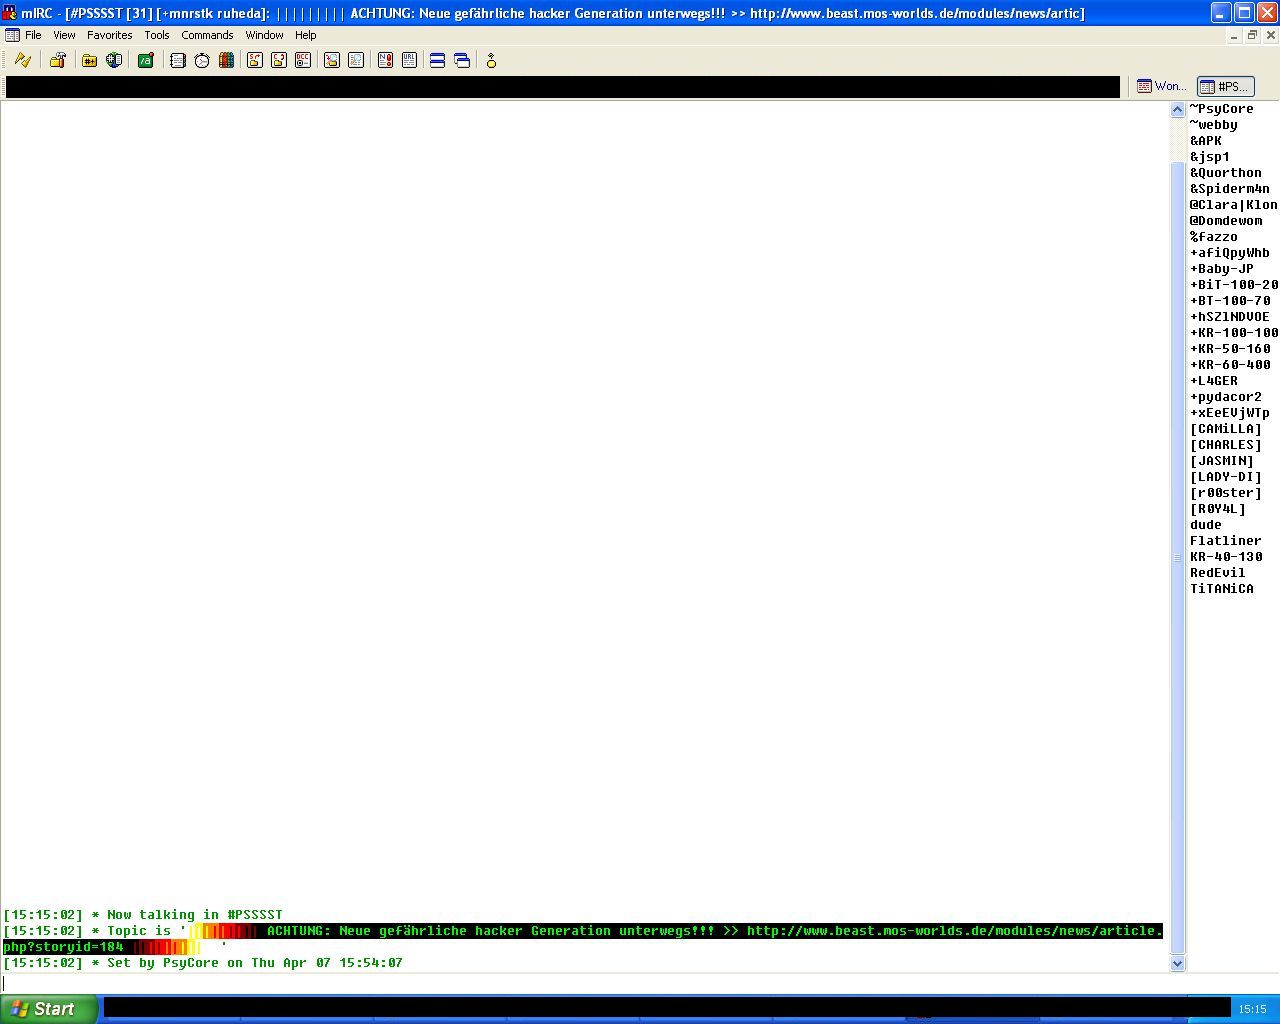 mIRC - [#PSSSST [31] [+mnrstk ruheda]: | | | | | | | | | ACHTUNG: Neue gefährliche hacker Generation unterwegs!!! >> http://www.beast.mos-worlds.de/modules/news/artic]
File View Favorites Tools Commands Window Help
Won... #PS...
~PsyCore
~webby
&APK
&jsp1
&Quorthon
&Spiderm4n
@Clara|Klon
@Domdewom
%fazzo
+afiQpyWhb
+Baby-JP
+BiT-100-20
+BT-100-70
+hSZlNDVOE
+KR-100-100
+KR-50-160
+KR-60-400
+L4GER
+pydacor2
+xEeEVjWTp
[CAMiLLA]
[CHARLES]
[JASMIN]
[LADY-DI]
[r00ster]
[R0Y4L]
dude
Flatliner
KR-40-130
RedEvil
TiTANiCA
[15:15:02] * Now talking in #PSSSST
[15:15:02] * Topic is '||||||||| ACHTUNG: Neue gefährliche hacker Generation unterwegs!!! >> http://www.beast.mos-worlds.de/modules/news/article.
php?storyid=184 ||||||||| '
[15:15:02] * Set by PsyCore on Thu Apr 07 15:54:07
Start 15:15